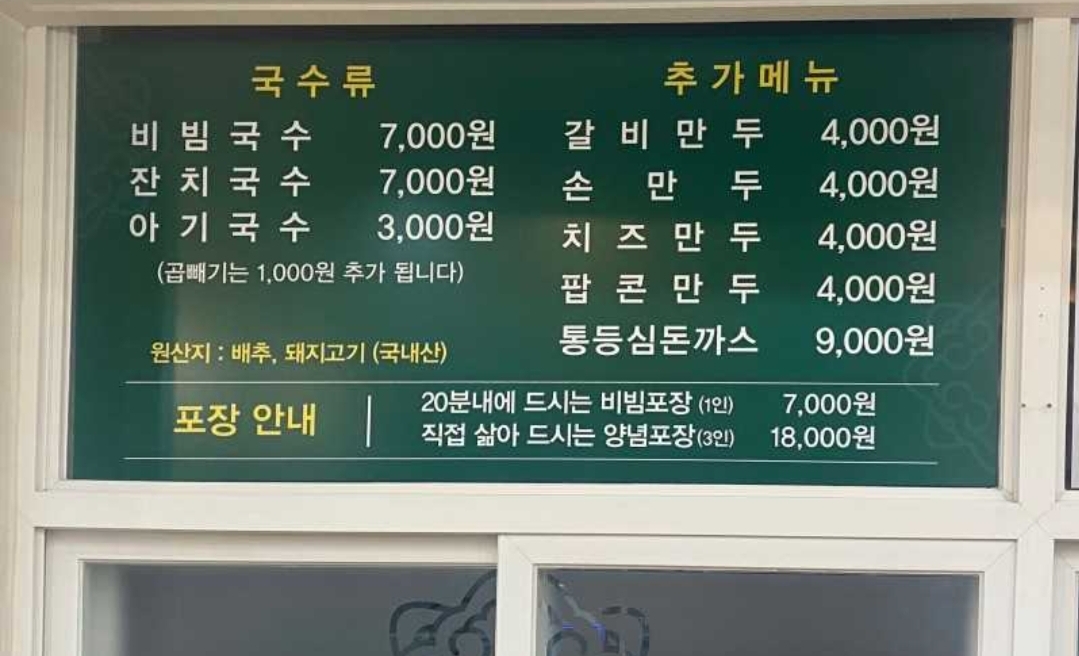 국수류
비빔국수 7,000원
잔치국수 7,000원
아기국수 3,000원
(곱빼기는 1,000원 추가 됩니다)
원산지 : 배추, 돼지고기 (국내산)
추가메뉴
갈비만두 4,000원
손만두 4,000원
치즈만두 4,000원
팝콘만두 4,000원
통등심돈까스 9,000원
포장 안내
20분내에 드시는 비빔포장 (1인) 7,000원
직접 삶아 드시는 양념포장(3인) 18,000원